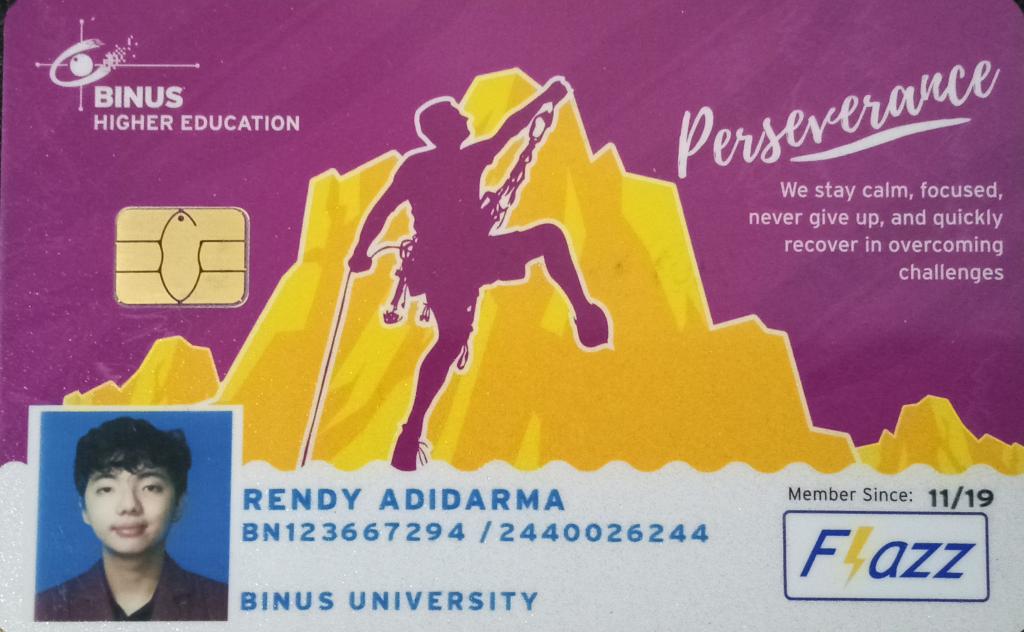 BINUS
HIGHER EDUCATION
Perseverance
We stay calm, focused,
never give up, and quickly
recover in overcoming
challenges
RENDY ADIDARMA
BN123667294 /2440026244
BINUS UNIVERSITY
Member Since: 11/19
Flazz